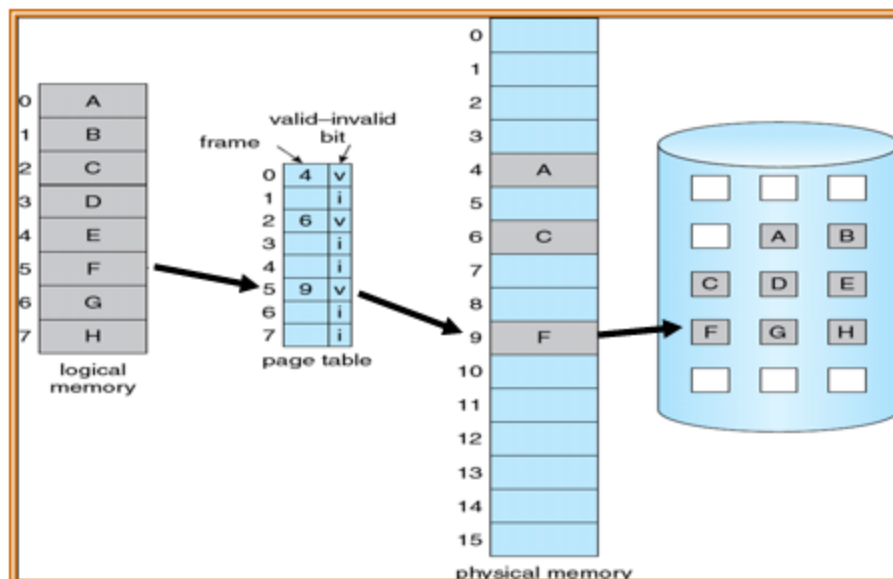 0 A
1 B
2 C
3 D
4 E
5 F
6 G
7 H
logical
memory
valid–invalid
bit
frame
0 4 v
1 i
2 6 v
3 i
4 i
5 9 v
6 i
7 i
page table
0
1
2
3
4 A
5
6 C
7
8
9 F
10
11
12
13
14
15
physical memory
A B
C D E
F G H